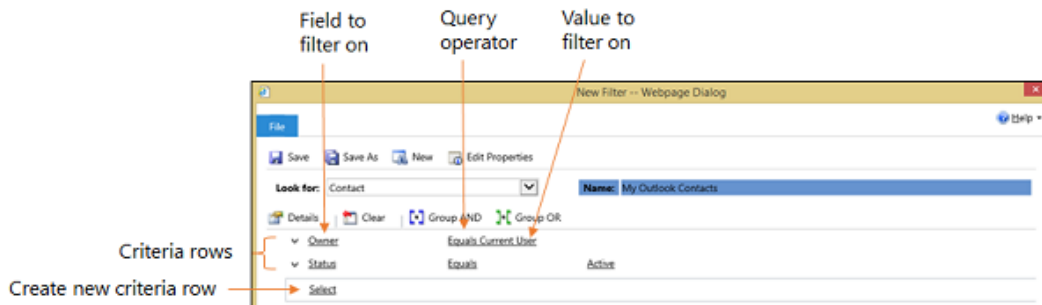 Field to
filter on
Query
operator
Value to
filter on
New Filter -- Webpage Dialog
x
File
Help
Save Save As New Edit Properties
Look for: Contact Name: My Outlook Contacts
Details Clear Group AND Group OR
Criteria rows
Owner Equals Current User
Status Equals Active
Create new criteria row
Select